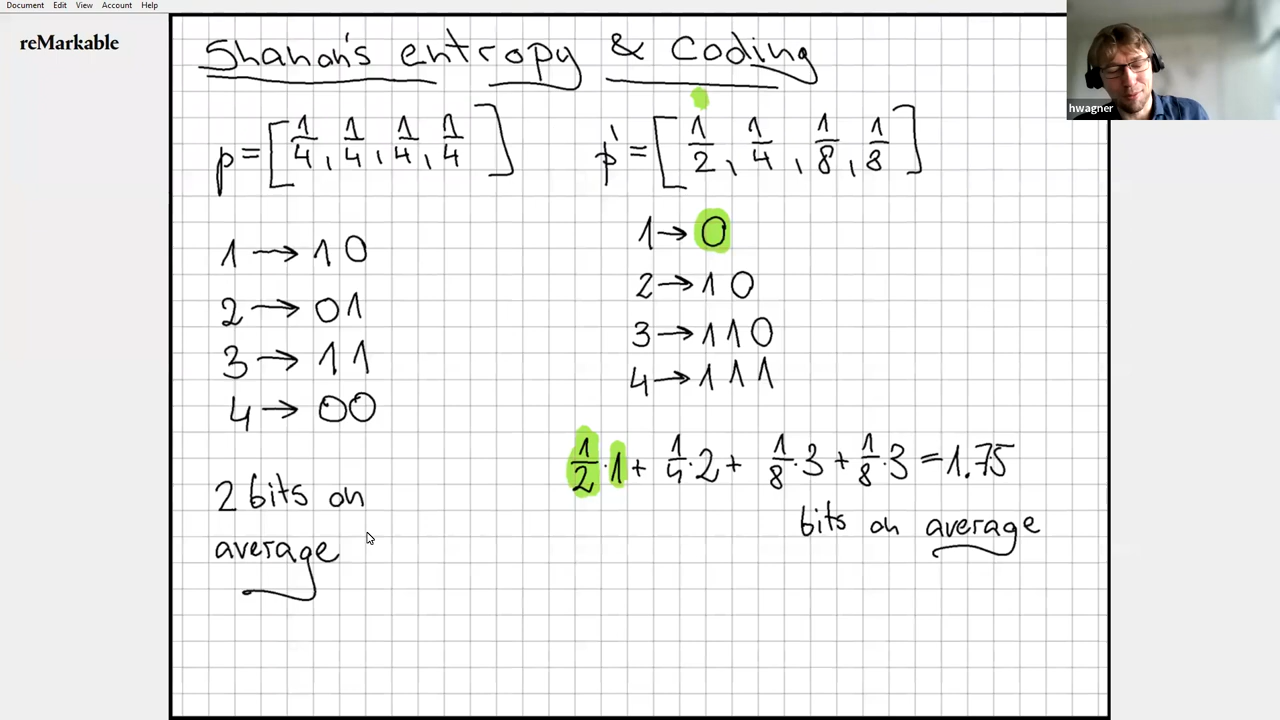 Document Edit View Account Help
reMarkable
hwagner
Shanon's entropy & Coding
p = [1/4, 1/4, 1/4, 1/4]
p' = [1/2, 1/4, 1/8, 1/8]
1 → 10
2 → 01
3 → 11
4 → 00
2 bits on
average
1 → 0
2 → 10
3 → 110
4 → 111
1/2 · 1 + 1/4 · 2 + 1/8 · 3 + 1/8 · 3 = 1.75
bits on average